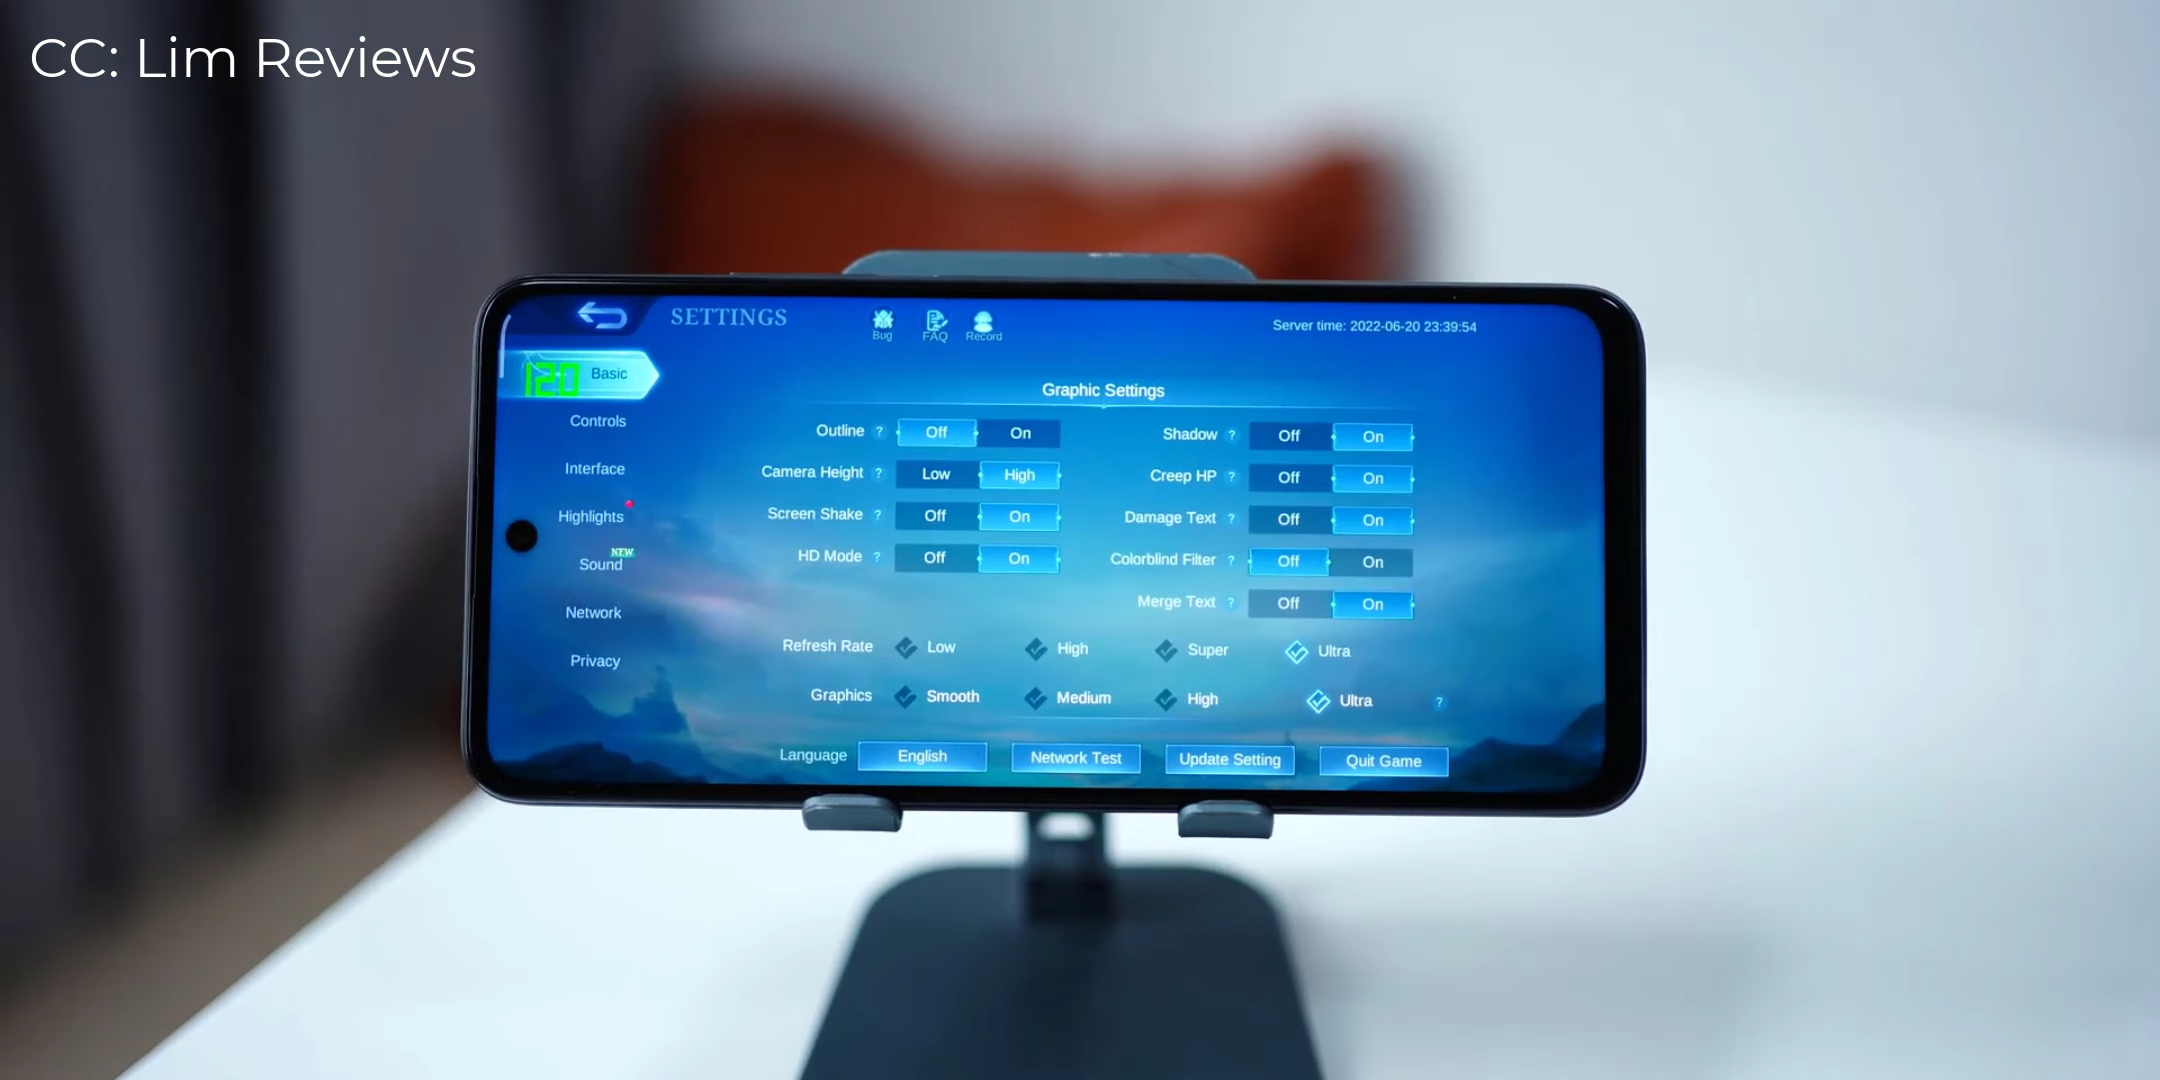 CC: Lim Reviews
SETTINGS
Bug
FAQ
Record
Server time: 2022-06-20 23:39:54
120
Basic
Controls
Interface
Highlights
NEW
Sound
Network
Privacy
Graphic Settings
Outline ? Off On
Shadow ? Off On
Camera Height ? Low High
Creep HP ? Off On
Screen Shake ? Off On
Damage Text ? Off On
HD Mode ? Off On
Colorblind Filter ? Off On
Merge Text ? Off On
Refresh Rate Low High Super Ultra
Graphics Smooth Medium High Ultra ?
Language English Network Test Update Setting Quit Game